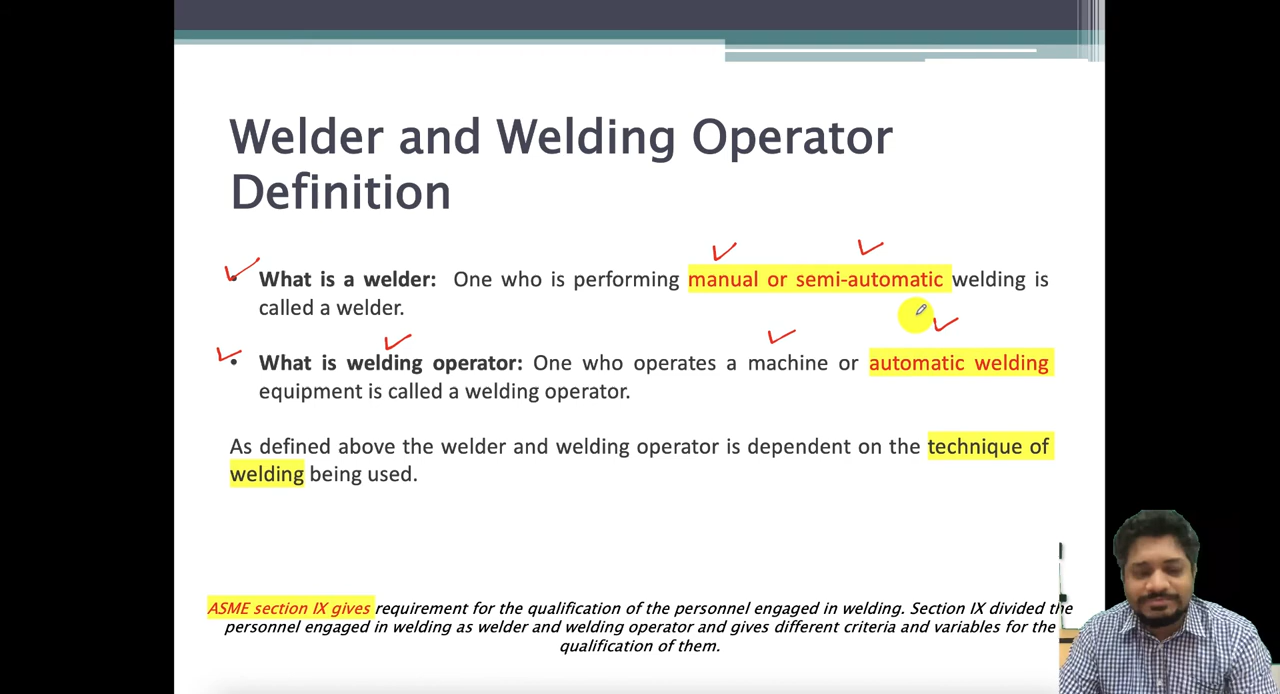 Welder and Welding Operator
Definition
• What is a welder: One who is performing manual or semi-automatic welding is
called a welder.
• What is welding operator: One who operates a machine or automatic welding
equipment is called a welding operator.
As defined above the welder and welding operator is dependent on the technique of
welding being used.
ASME section IX gives requirement for the qualification of the personnel engaged in welding. Section IX divided the
personnel engaged in welding as welder and welding operator and gives different criteria and variables for the
qualification of them.